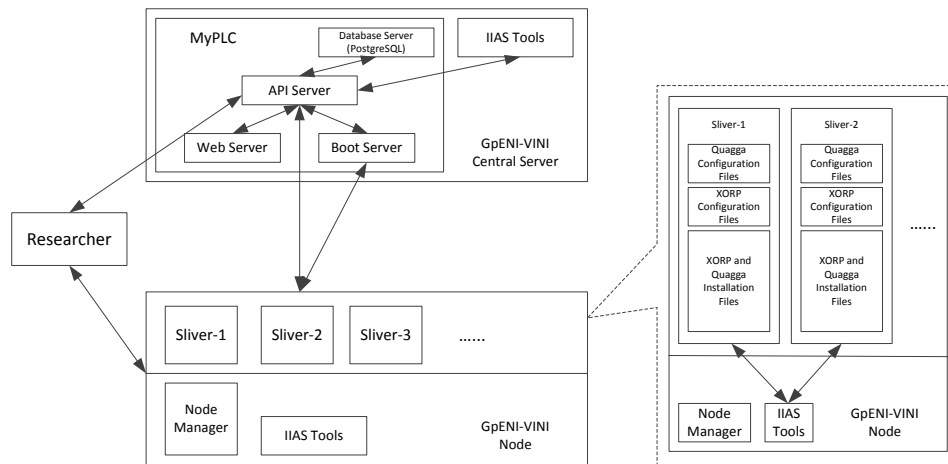 MyPLC
Database Server
(PostgreSQL)
IIAS Tools
API Server
Web Server
Boot Server
GpENI-VINI
Central Server
Researcher
Sliver-1
Sliver-2
Sliver-3
......
Node
Manager
IIAS Tools
GpENI-VINI
Node
Sliver-1
Quagga
Configuration
Files
XORP
Configuration
Files
XORP and
Quagga
Installation
Files
Sliver-2
Quagga
Configuration
Files
XORP
Configuration
Files
XORP and
Quagga
Installation
Files
......
Node
Manager
IIAS
Tools
GpENI-VINI
Node